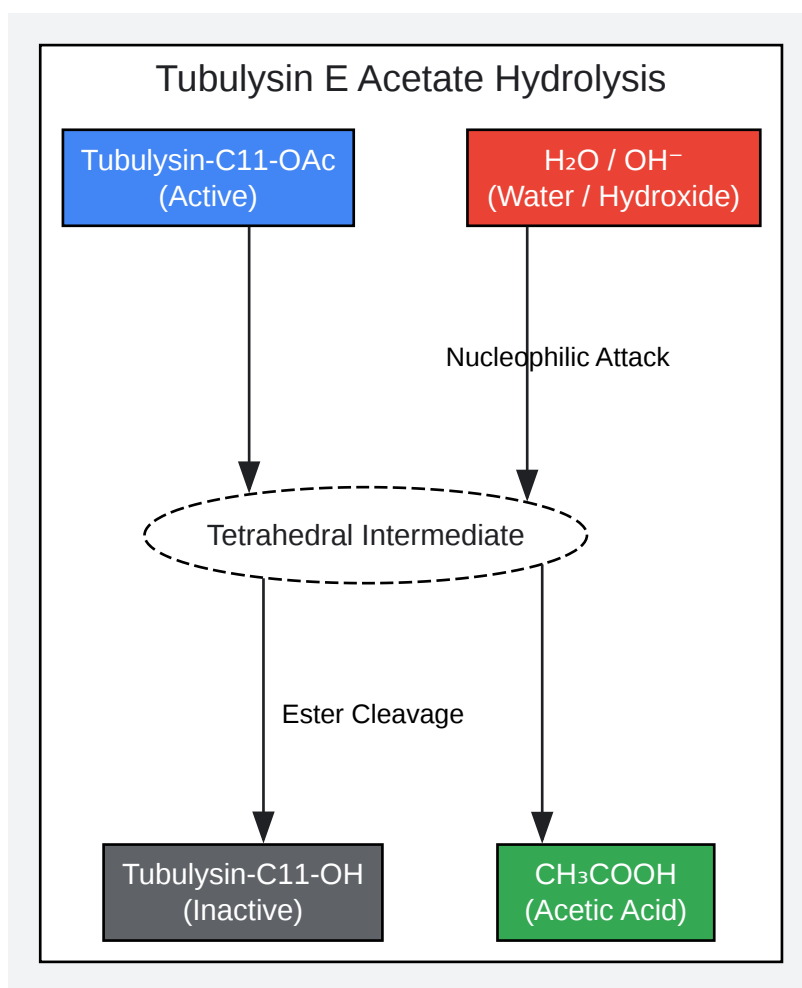 Tubulysin E Acetate Hydrolysis
Tubulysin-C11-OAc
(Active)
H₂O / OH⁻
(Water / Hydroxide)
Nucleophilic Attack
Tetrahedral Intermediate
Ester Cleavage
Tubulysin-C11-OH
(Inactive)
CH₃COOH
(Acetic Acid)